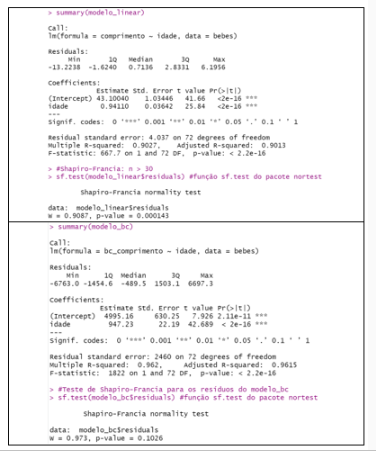 > summary(modelo_linear)
Call:
lm(formula = comprimento ~ idade, data = bebes)
Residuals:
Min 1Q Median 3Q Max
-13.2238 -1.6240 0.7136 2.8331 6.1956
Coefficients:
Estimate Std. Error t value Pr(>|t|)
(Intercept) 43.10040 1.03446 41.66 <2e-16 ***
idade 0.94110 0.03642 25.84 <2e-16 ***
---
Signif. codes: 0 '***' 0.001 '**' 0.01 '*' 0.05 '.' 0.1 ' ' 1
Residual standard error: 4.037 on 72 degrees of freedom
Multiple R-squared: 0.9027, Adjusted R-squared: 0.9013
F-statistic: 667.7 on 1 and 72 DF, p-value: < 2.2e-16
> #Shapiro-Francia: n > 30
> sf.test(modelo_linear$residuals) #função sf.test do pacote nortest
Shapiro-Francia normality test
data: modelo_linear$residuals
W = 0.9087, p-value = 0.000143
> summary(modelo_bc)
Call:
lm(formula = bc_comprimento ~ idade, data = bebes)
Residuals:
Min 1Q Median 3Q Max
-6763.0 -1454.6 -489.5 1503.1 6697.3
Coefficients:
Estimate Std. Error t value Pr(>|t|)
(Intercept) 4995.16 630.25 7.926 2.11e-11 ***
idade 947.23 22.19 42.689 < 2e-16 ***
---
Signif. codes: 0 '***' 0.001 '**' 0.01 '*' 0.05 '.' 0.1 ' ' 1
Residual standard error: 2460 on 72 degrees of freedom
Multiple R-squared: 0.962, Adjusted R-squared: 0.9615
F-statistic: 1822 on 1 and 72 DF, p-value: < 2.2e-16
> #Teste de Shapiro-Francia para os resíduos do modelo_bc
> sf.test(modelo_bc$residuals) #função sf.test do pacote nortest
Shapiro-Francia normality test
data: modelo_bc$residuals
W = 0.973, p-value = 0.1026